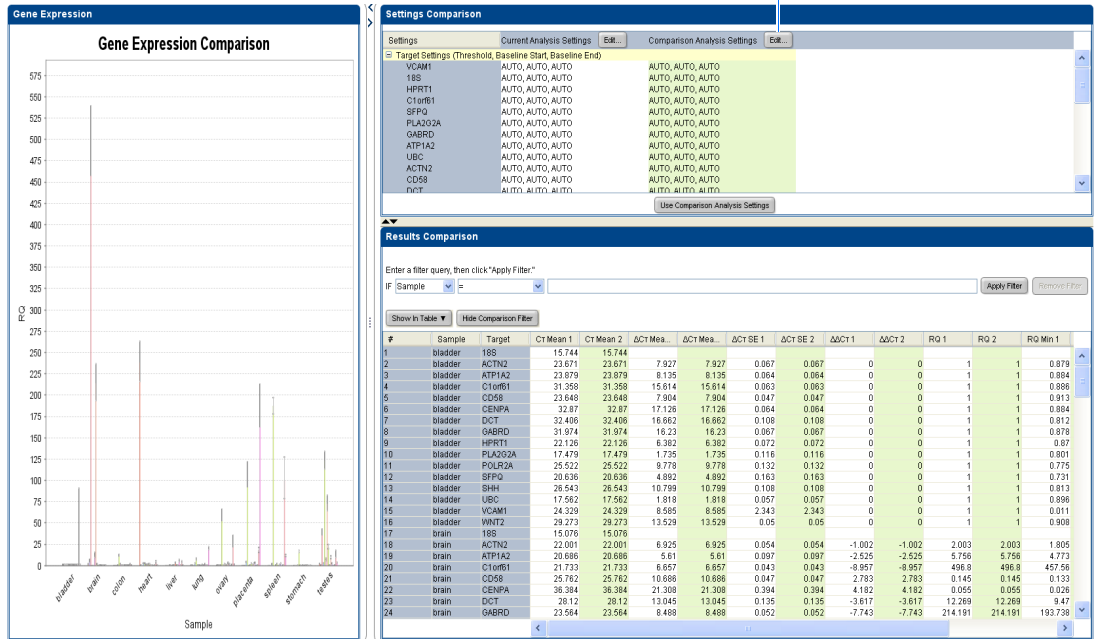 Gene Expression
Gene Expression Comparison
575
550
525
500
475
450
425
400
375
350
325
300
275
250
225
200
175
150
125
100
75
50
25
0
RQ
bladder
brain
colon
heart
liver
lung
ovary
placenta
spleen
stomach
testes
Sample
Settings Comparison
Settings Current Analysis Settings Edit... Comparison Analysis Settings Edit...
Target Settings (Threshold, Baseline Start, Baseline End)
VCAM1 AUTO, AUTO, AUTO AUTO, AUTO, AUTO
18S AUTO, AUTO, AUTO AUTO, AUTO, AUTO
HPRT1 AUTO, AUTO, AUTO AUTO, AUTO, AUTO
C1orf61 AUTO, AUTO, AUTO AUTO, AUTO, AUTO
SFPQ AUTO, AUTO, AUTO AUTO, AUTO, AUTO
PLA2G2A AUTO, AUTO, AUTO AUTO, AUTO, AUTO
GABRD AUTO, AUTO, AUTO AUTO, AUTO, AUTO
ATP1A2 AUTO, AUTO, AUTO AUTO, AUTO, AUTO
UBC AUTO, AUTO, AUTO AUTO, AUTO, AUTO
ACTN2 AUTO, AUTO, AUTO AUTO, AUTO, AUTO
CD58 AUTO, AUTO, AUTO AUTO, AUTO, AUTO
DCT AUTO, AUTO, AUTO AUTO, AUTO, AUTO
Use Comparison Analysis Settings
Results Comparison
Enter a filter query, then click "Apply Filter."
IF Sample = Apply Filter Remove Filter
Show In Table ▼ Hide Comparison Filter
# Sample Target CT Mean 1 CT Mean 2 ΔCT Mea... ΔCT Mea... ΔCT SE 1 ΔCT SE 2 ΔΔCT 1 ΔΔCT 2 RQ 1 RQ 2 RQ Min 1
1 bladder 18S 15.744 15.744
2 bladder ACTN2 23.671 23.671 7.927 7.927 0.067 0.067 0 0 1 1 0.879
3 bladder ATP1A2 23.879 23.879 8.135 8.135 0.064 0.064 0 0 1 1 0.884
4 bladder C1orf61 31.358 31.358 15.614 15.614 0.063 0.063 0 0 1 1 0.886
5 bladder CD58 23.648 23.648 7.904 7.904 0.047 0.047 0 0 1 1 0.913
6 bladder CENPA 32.87 32.87 17.126 17.126 0.064 0.064 0 0 1 1 0.884
7 bladder DCT 32.406 32.406 16.662 16.662 0.108 0.108 0 0 1 1 0.812
8 bladder GABRD 31.974 31.974 16.23 16.23 0.067 0.067 0 0 1 1 0.878
9 bladder HPRT1 22.126 22.126 6.382 6.382 0.072 0.072 0 0 1 1 0.87
10 bladder PLA2G2A 17.479 17.479 1.735 1.735 0.116 0.116 0 0 1 1 0.801
11 bladder POLR2A 25.522 25.522 9.778 9.778 0.132 0.132 0 0 1 1 0.775
12 bladder SFPQ 20.636 20.636 4.892 4.892 0.163 0.163 0 0 1 1 0.731
13 bladder SHH 26.543 26.543 10.799 10.799 0.108 0.108 0 0 1 1 0.813
14 bladder UBC 17.562 17.562 1.818 1.818 0.057 0.057 0 0 1 1 0.896
15 bladder VCAM1 24.329 24.329 8.585 8.585 2.343 2.343 0 0 1 1 0.011
16 bladder WNT2 29.273 29.273 13.529 13.529 0.05 0.05 0 0 1 1 0.908
17 brain 18S 15.076 15.076
18 brain ACTN2 22.001 22.001 6.925 6.925 0.054 0.054 -1.002 -1.002 2.003 2.003 1.805
19 brain ATP1A2 20.686 20.686 5.61 5.61 0.097 0.097 -2.525 -2.525 5.756 5.756 4.773
20 brain C1orf61 21.733 21.733 6.657 6.657 0.043 0.043 -8.957 -8.957 496.8 496.8 457.56
21 brain CD58 25.762 25.762 10.686 10.686 0.047 0.047 2.783 2.783 0.145 0.145 0.133
22 brain CENPA 36.384 36.384 21.308 21.308 0.394 0.394 4.182 4.182 0.055 0.055 0.026
23 brain DCT 28.12 28.12 13.045 13.045 0.135 0.135 -3.617 -3.617 12.269 12.269 9.47
24 brain GABRD 23.564 23.564 8.488 8.488 0.052 0.052 -7.743 -7.743 214.191 214.191 193.738